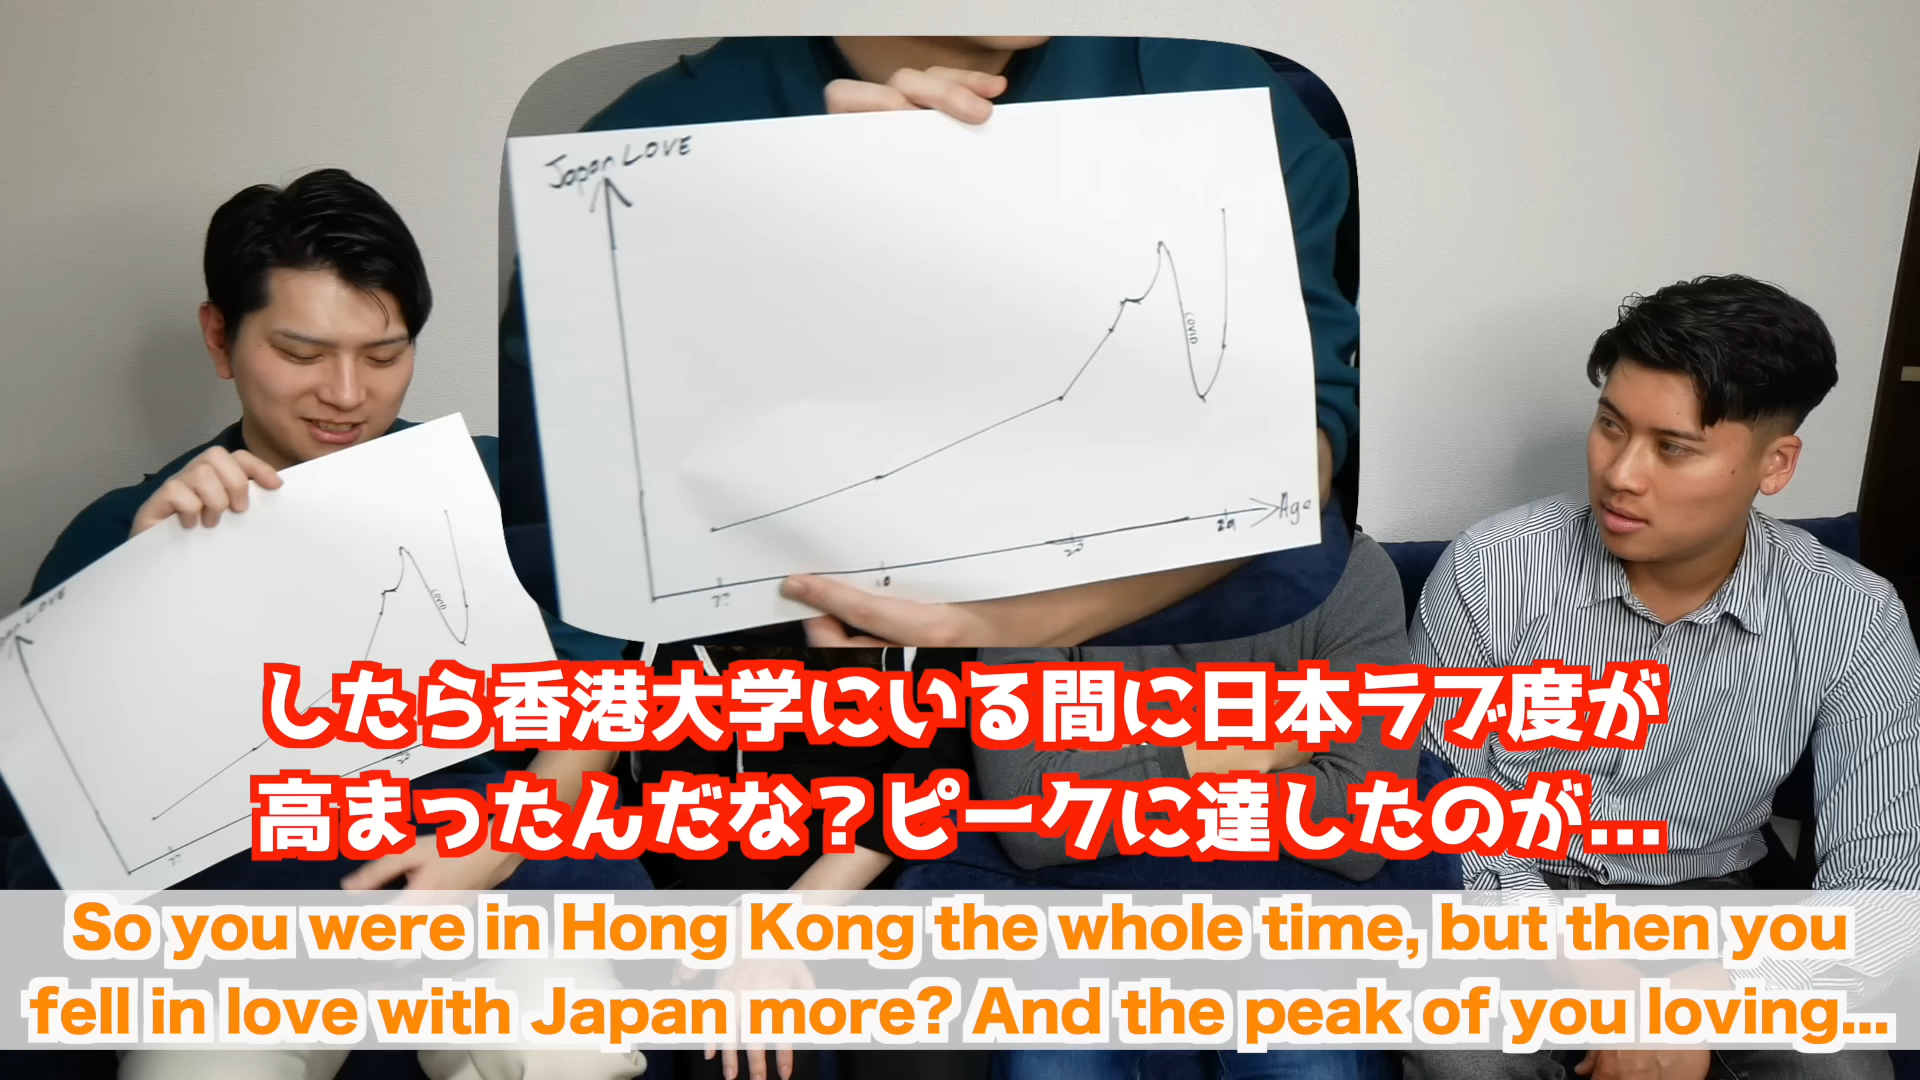 Japan LOVE
COVID
Age
??
10
20
29
したら香港大学にいる間に日本ラブ度が
高まったんだな？ピークに達したのが...
So you were in Hong Kong the whole time, but then you
fell in love with Japan more? And the peak of you loving...